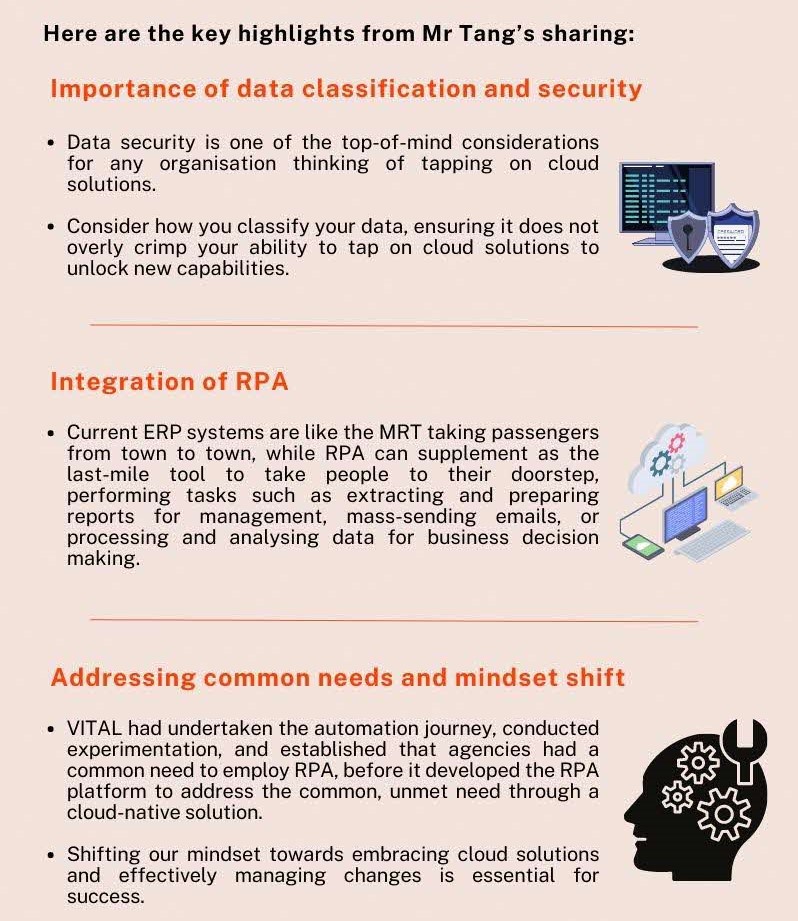 Here are the key highlights from Mr Tang's sharing:
Importance of data classification and security
• Data security is one of the top-of-mind considerations
for any organisation thinking of tapping on cloud
solutions.
• Consider how you classify your data, ensuring it does not
overly crimp your ability to tap on cloud solutions to
unlock new capabilities.
Integration of RPA
• Current ERP systems are like the MRT taking passengers
from town to town, while RPA can supplement as the
last-mile tool to take people to their doorstep,
performing tasks such as extracting and preparing
reports for management, mass-sending emails, or
processing and analysing data for business decision
making.
Addressing common needs and mindset shift
• VITAL had undertaken the automation journey, conducted
experimentation, and established that agencies had a
common need to employ RPA, before it developed the RPA
platform to address the common, unmet need through a
cloud-native solution.
• Shifting our mindset towards embracing cloud solutions
and effectively managing changes is essential for
success.